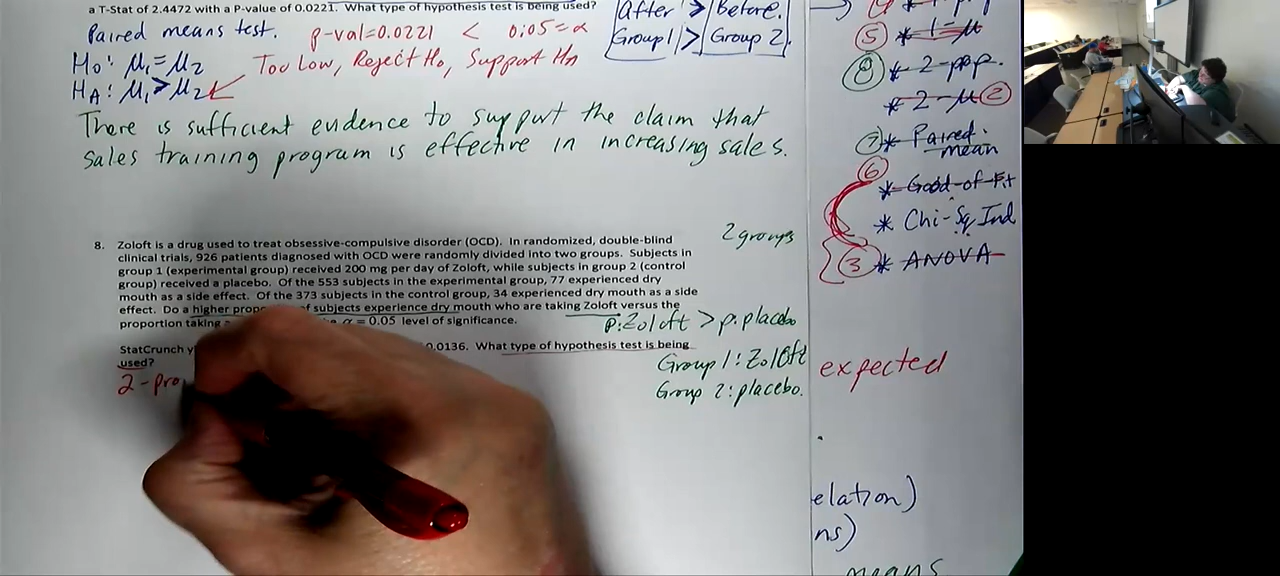 a T-Stat of 2.4472 with a P-value of 0.0221. What type of hypothesis test is being used?
Paired means test. p-val=0.0221 < 0.05=α
H0: μ1=μ2 Too Low, Reject H0, Support HA
HA: μ1>μ2
After > Before.
Group 1 > Group 2.
There is sufficient evidence to support the claim that
sales training program is effective in increasing sales.
2 groups
8. Zoloft is a drug used to treat obsessive-compulsive disorder (OCD). In randomized, double-blind
clinical trials, 926 patients diagnosed with OCD were randomly divided into two groups. Subjects in
group 1 (experimental group) received 200 mg per day of Zoloft, while subjects in group 2 (control
group) received a placebo. Of the 553 subjects in the experimental group, 77 experienced dry
mouth as a side effect. Of the 373 subjects in the control group, 34 experienced dry mouth as a side
effect. Do a higher of subjects experience dry mouth who are taking Zoloft versus the
proportion taking α = 0.05 level of significance.
p:Zoloft > p:placebo
StatCrunch 0.0136. What type of hypothesis test is being
used?
Group 1: Zoloft
Group 2: placebo.
2-pro
5 * 1-μ
8 * 2-pop.
* 2-μ 2
7 * Paired.
mean
6
* Good-of-Fit
* Chi-Sq Ind
3 * ANOVA
expected
elation)
ns)
means